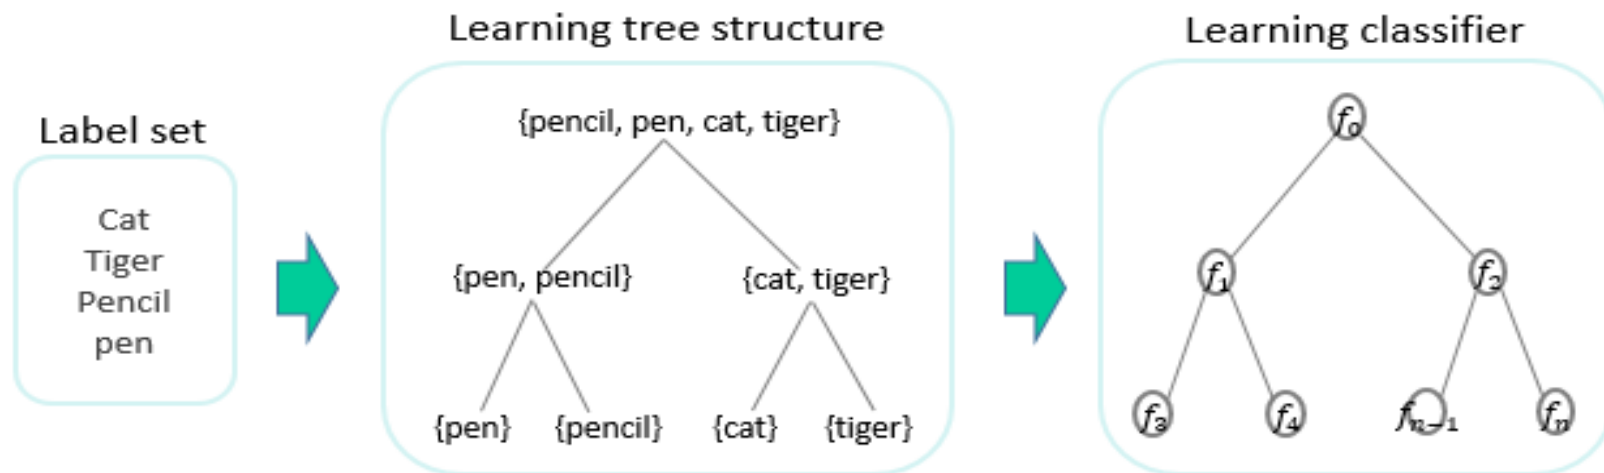 Label set
Cat
Tiger
Pencil
pen
Learning tree structure
{pencil, pen, cat, tiger}
{pen, pencil} {cat, tiger}
{pen} {pencil} {cat} {tiger}
Learning classifier
f₀
f₁ f₂
f₃ f₄ fₙ₋₁ fₙ